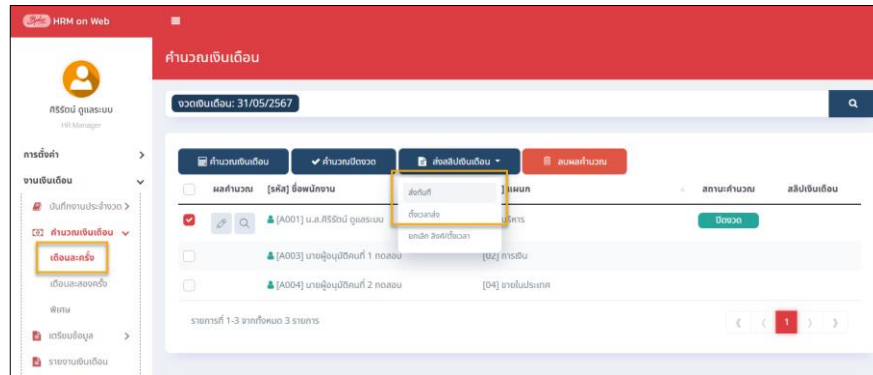 HRM on Web
คำนวณเงินเดือน
ศิริรัตน์ ดูแลระบบ
HR Manager
งวดเงินเดือน: 31/05/2567
การตั้งค่า
งานเงินเดือน
บันทึกงานประจำงวด
คำนวณเงินเดือน
เดือนละครั้ง
เดือนละสองครั้ง
พิเศษ
เตรียมข้อมูล
รายงานเงินเดือน
คำนวณเงินเดือน
คำนวณปิดงวด
ส่งสลิปเงินเดือน
ลบผลคำนวณ
ส่งทันที
ตั้งเวลาส่ง
ยกเลิก ลิงค์/ตั้งเวลา
ผลคำนวณ [รหัส] ชื่อพนักงาน ] แผนก สถานะคำนวณ สลิปเงินเดือน
[A001] น.ส.ศิริรัตน์ ดูแลระบบ ปิดงวด
[A003] นายผู้อนุมัติคนที่ 1 ทดสอบ [02] การเงิน
[A004] นายผู้อนุมัติคนที่ 2 ทดสอบ [04] ขายในประเทศ
รายการที่ 1-3 จากทั้งหมด 3 รายการ
1